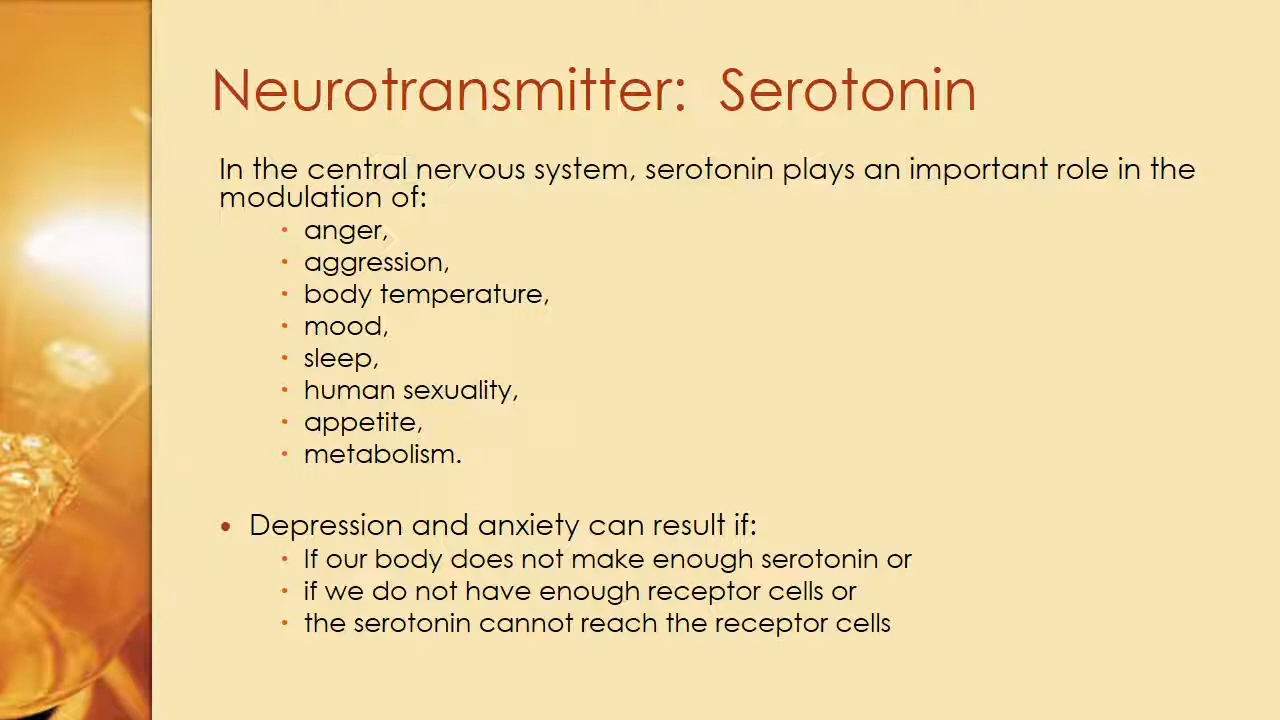 Neurotransmitter: Serotonin
In the central nervous system, serotonin plays an important role in the
modulation of:
• anger,
• aggression,
• body temperature,
• mood,
• sleep,
• human sexuality,
• appetite,
• metabolism.
• Depression and anxiety can result if:
• If our body does not make enough serotonin or
• if we do not have enough receptor cells or
• the serotonin cannot reach the receptor cells